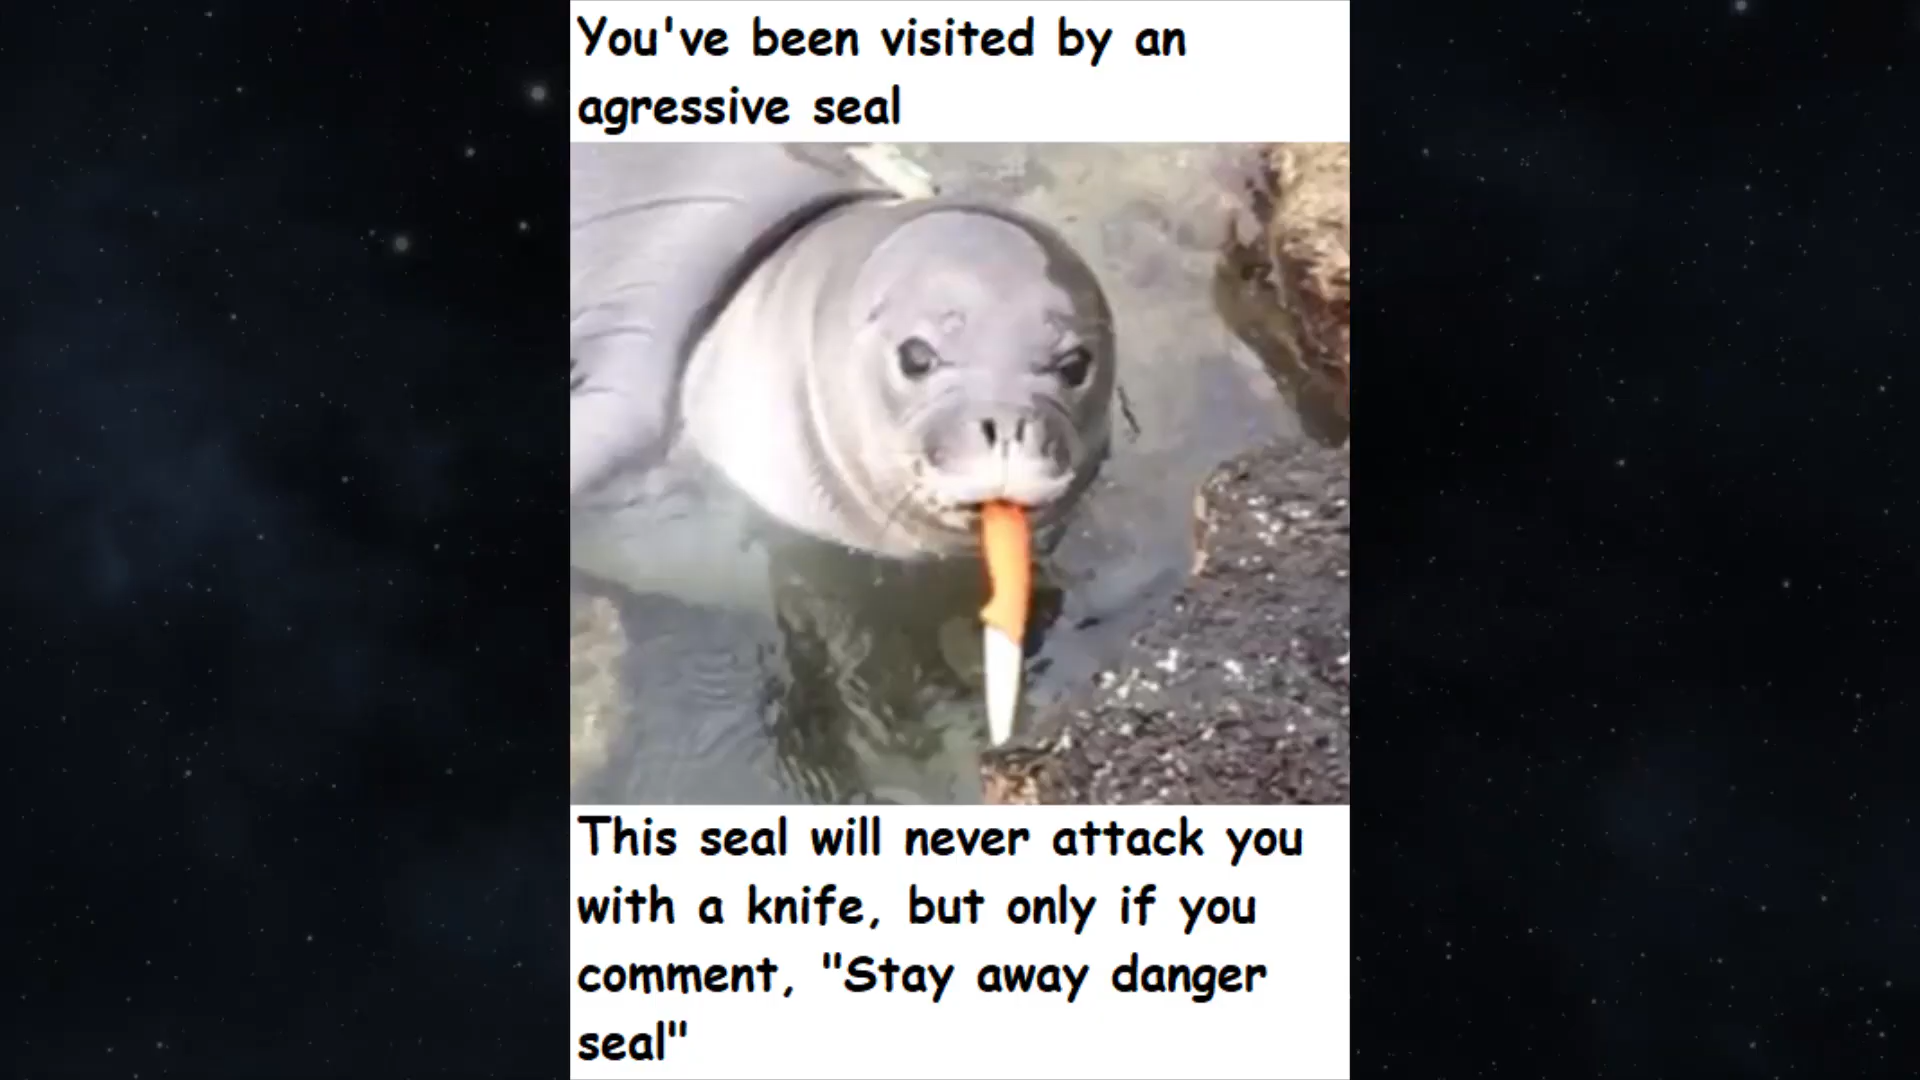 You've been visited by an
agressive seal
This seal will never attack you
with a knife, but only if you
comment, "Stay away danger
seal"